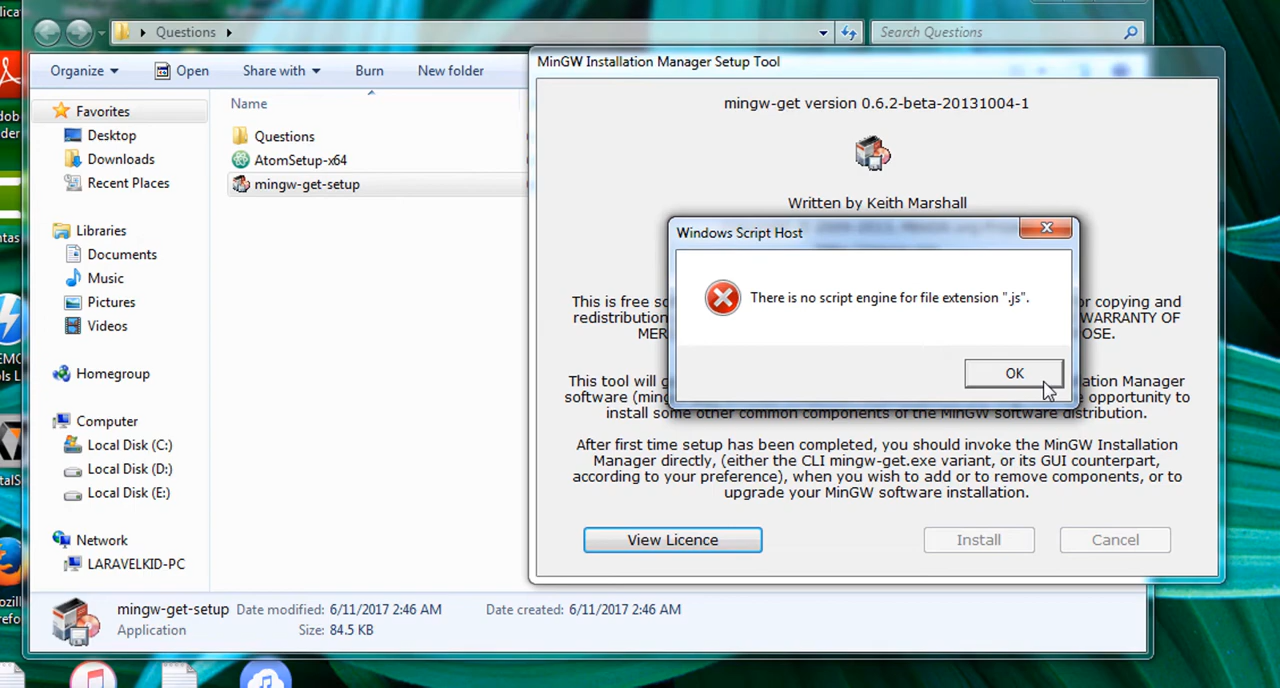 Questions
Search Questions
Organize
Open
Share with
Burn
New folder
Favorites
Desktop
Downloads
Recent Places
Libraries
Documents
Music
Pictures
Videos
Homegroup
Computer
Local Disk (C:)
Local Disk (D:)
Local Disk (E:)
Network
LARAVELKID-PC
Name
Questions
AtomSetup-x64
mingw-get-setup
mingw-get-setup Date modified: 6/11/2017 2:46 AM Date created: 6/11/2017 2:46 AM
Application Size: 84.5 KB
MinGW Installation Manager Setup Tool
mingw-get version 0.6.2-beta-20131004-1
Written by Keith Marshall
Windows Script Host
There is no script engine for file extension ".js".
OK
This is free or copying and
redistribution WARRANTY OF
MER OSE.
This tool will ation Manager
software (ming opportunity to
install some other common components of the MinGW software distribution.
After first time setup has been completed, you should invoke the MinGW Installation
Manager directly, (either the CLI mingw-get.exe variant, or its GUI counterpart,
according to your preference), when you wish to add or to remove components, or to
upgrade your MinGW software installation.
View Licence
Install
Cancel